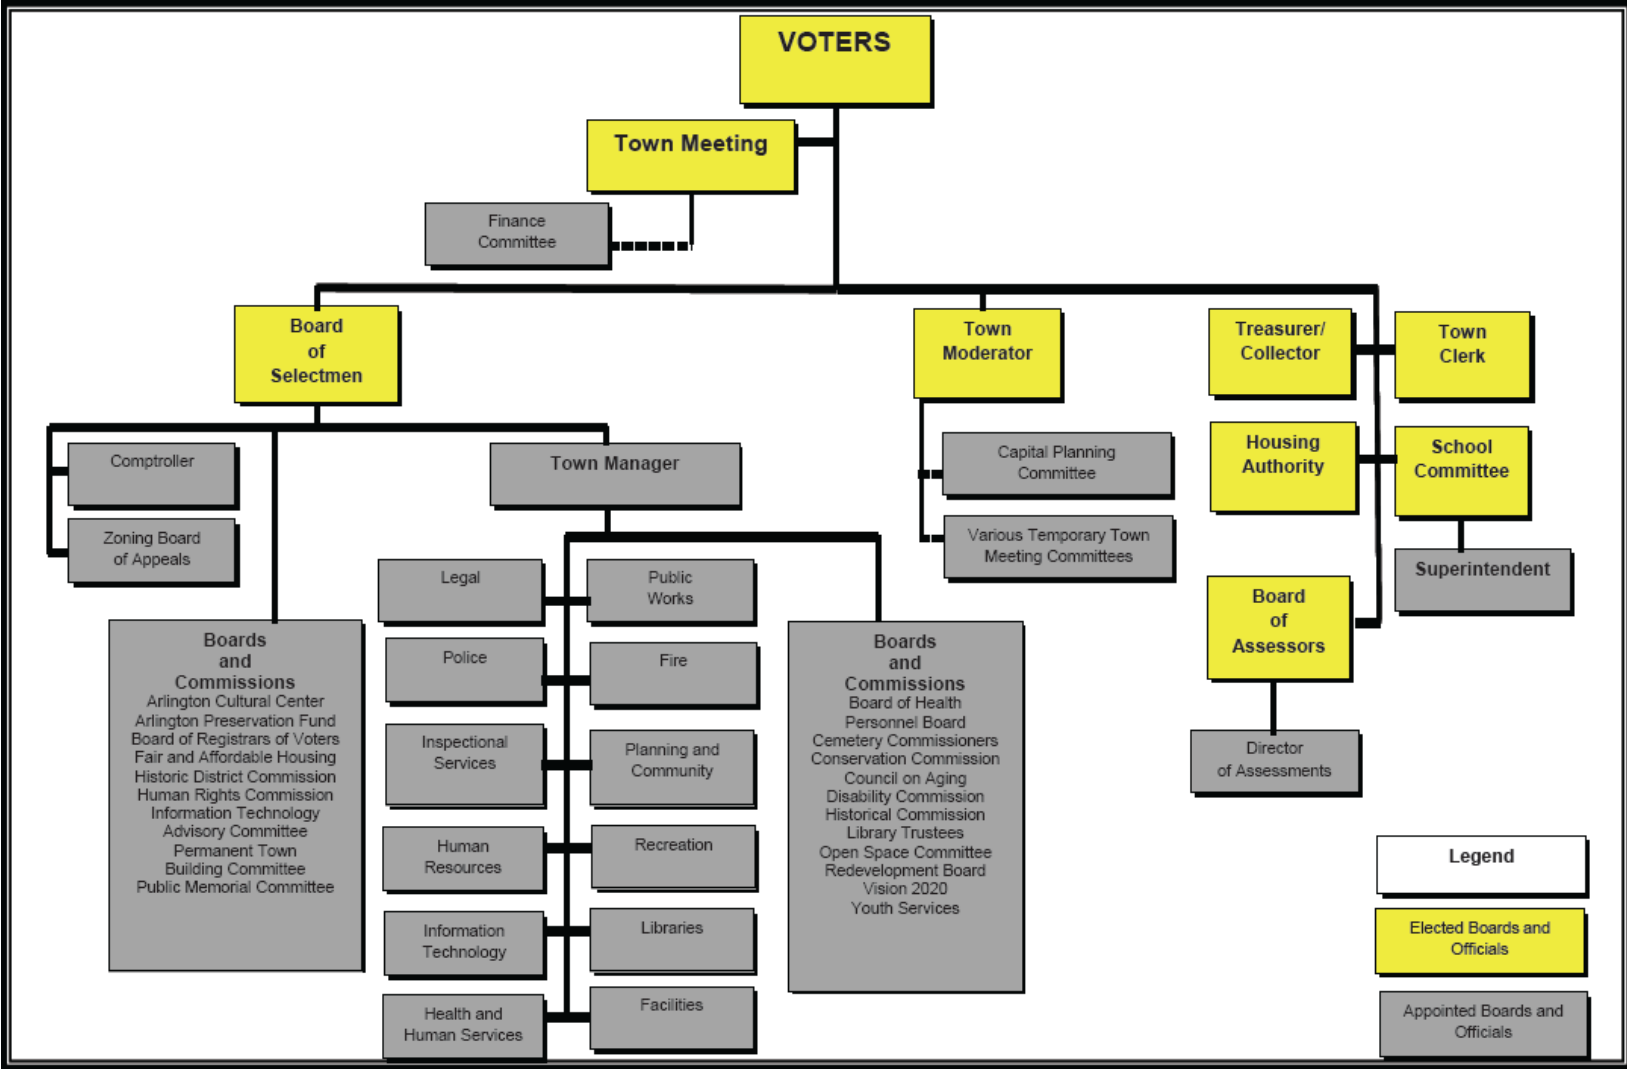 VOTERS
Town Meeting
Finance
Committee
Board
of
Selectmen
Town
Moderator
Treasurer/
Collector
Town
Clerk
Comptroller
Zoning Board
of Appeals
Town Manager
Capital Planning
Committee
Various Temporary Town
Meeting Committees
Housing
Authority
School
Committee
Superintendent
Board
of
Assessors
Director
of Assessments
Boards
and
Commissions
Arlington Cultural Center
Arlington Preservation Fund
Board of Registrars of Voters
Fair and Affordable Housing
Historic District Commission
Human Rights Commission
Information Technology
Advisory Committee
Permanent Town
Building Committee
Public Memorial Committee
Legal
Public
Works
Police
Fire
Inspectional
Services
Planning and
Community
Human
Resources
Recreation
Information
Technology
Libraries
Health and
Human Services
Facilities
Boards
and
Commissions
Board of Health
Personnel Board
Cemetery Commissioners
Conservation Commission
Council on Aging
Disability Commission
Historical Commission
Library Trustees
Open Space Committee
Redevelopment Board
Vision 2020
Youth Services
Legend
Elected Boards and
Officials
Appointed Boards and
Officials